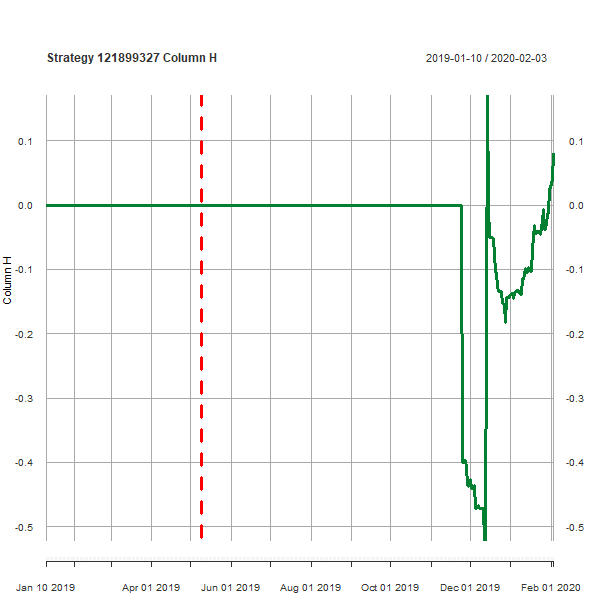 Strategy 121899327 Column H
2019-01-10 / 2020-02-03
0.1 0.1
0.0 0.0
-0.1 -0.1
-0.2 -0.2
-0.3 -0.3
-0.4 -0.4
-0.5 -0.5
Column H
Jan 10 2019 Apr 01 2019 Jun 01 2019 Aug 01 2019 Oct 01 2019 Dec 01 2019 Feb 01 2020